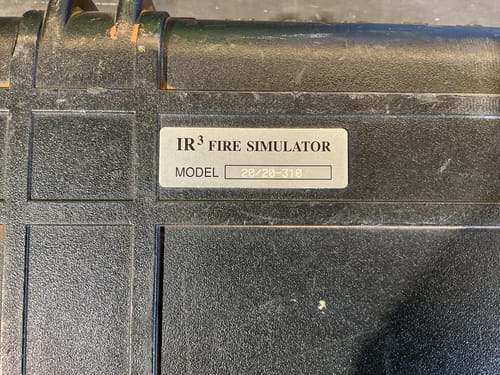 IR³ FIRE SIMULATOR
MODEL 20/20-310